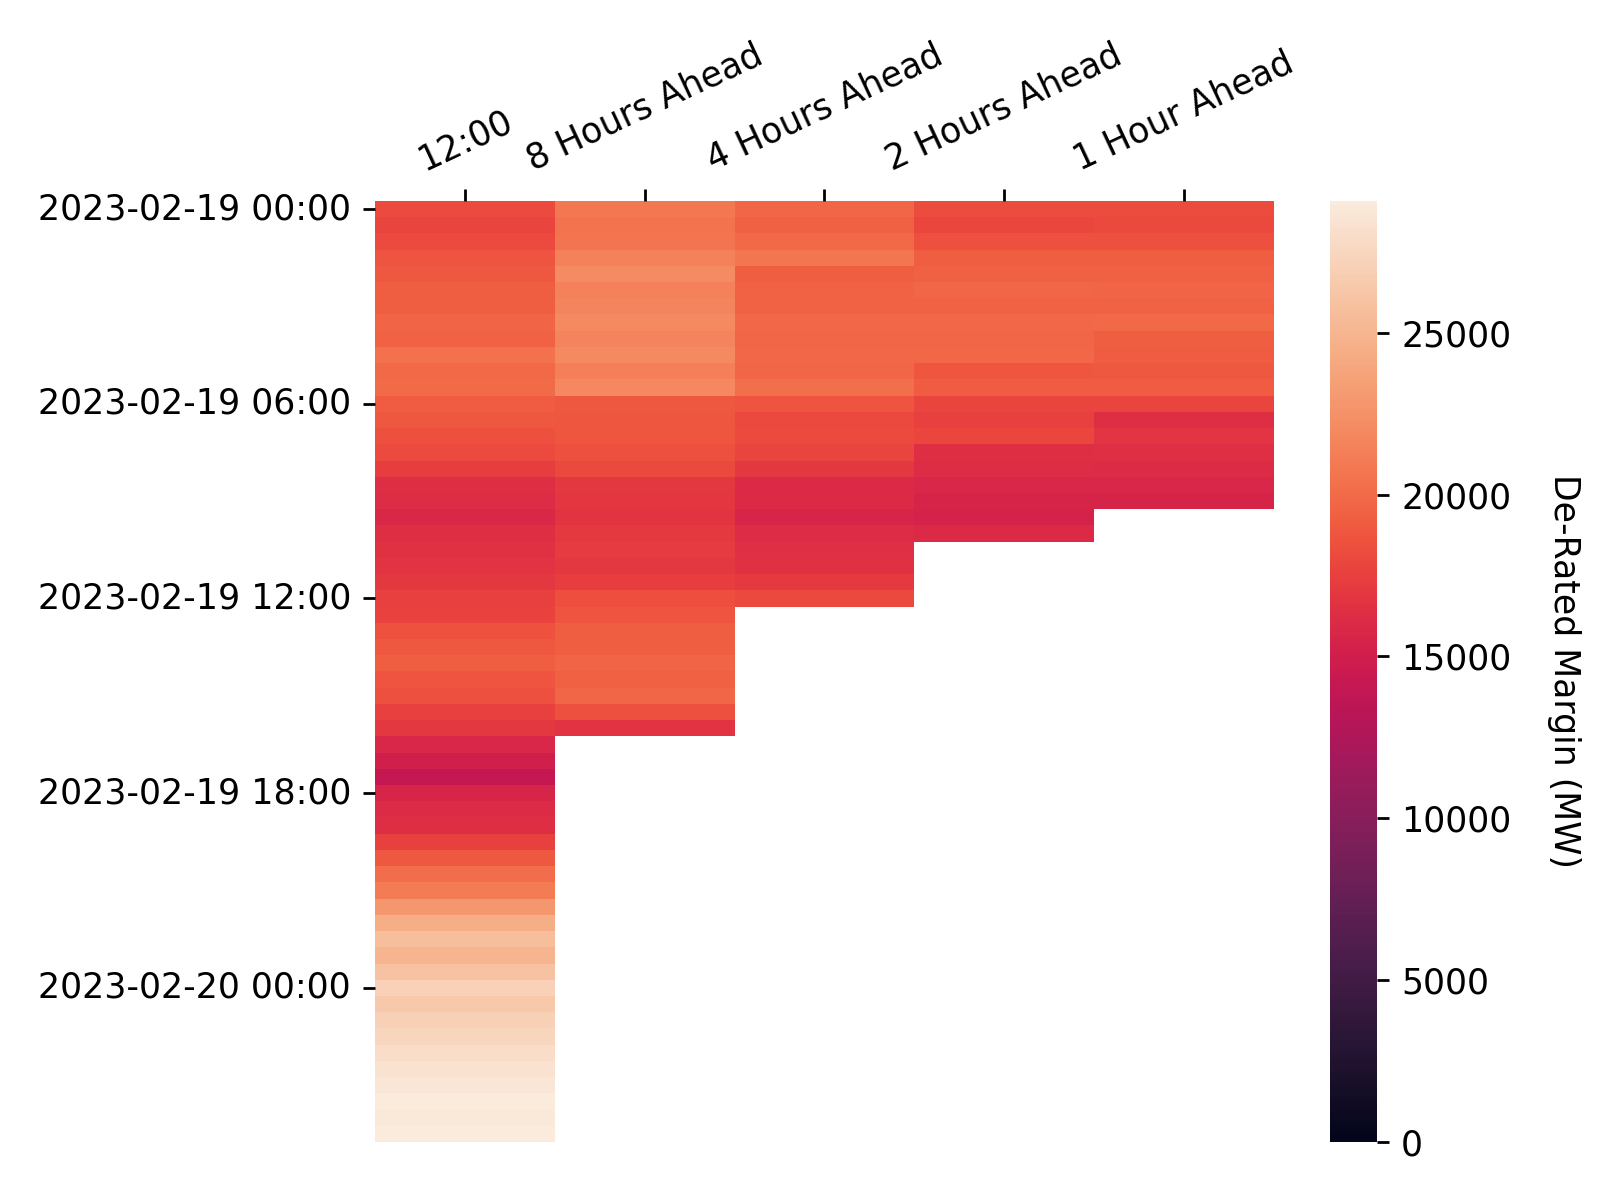 12:00
8 Hours Ahead
4 Hours Ahead
2 Hours Ahead
1 Hour Ahead
2023-02-19 00:00
2023-02-19 06:00
2023-02-19 12:00
2023-02-19 18:00
2023-02-20 00:00
25000
20000
15000
10000
5000
0
De-Rated Margin (MW)